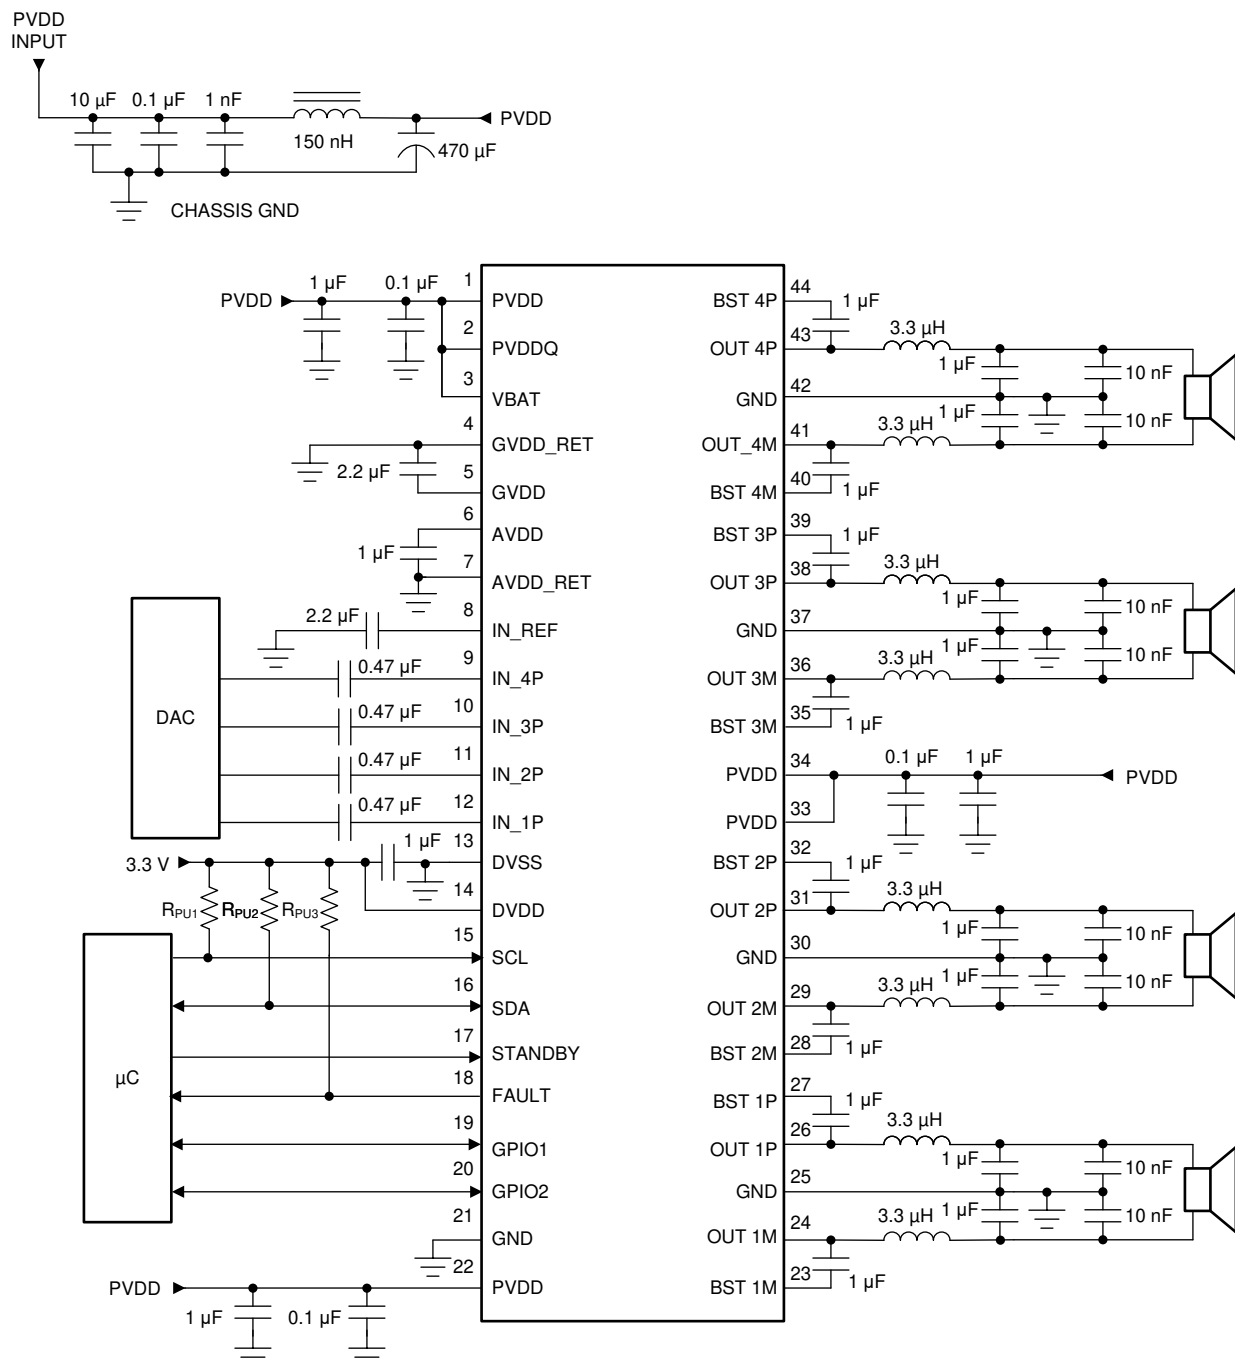 PVDD
INPUT
10 µF 0.1 µF 1 nF
150 nH
PVDD
470 µF
CHASSIS GND
PVDD 1 µF 0.1 µF 1 PVDD
2 PVDDQ
3 VBAT
4 GVDD_RET
2.2 µF 5 GVDD
6 AVDD
1 µF 7 AVDD_RET
2.2 µF 8 IN_REF
DAC
0.47 µF 9 IN_4P
0.47 µF 10 IN_3P
0.47 µF 11 IN_2P
0.47 µF 12 IN_1P
3.3 V 1 µF 13 DVSS
RPU1 RPU2 RPU3 14 DVDD
µC
15 SCL
16 SDA
17 STANDBY
18 FAULT
19 GPIO1
20 GPIO2
21 GND
PVDD 22 PVDD
1 µF 0.1 µF
BST 4P 44 1 µF
OUT 4P 43 3.3 µH
1 µF 10 nF
GND 42
1 µF 10 nF
OUT_4M 41 3.3 µH
BST 4M 40 1 µF
BST 3P 39 1 µF
OUT 3P 38 3.3 µH
1 µF 10 nF
GND 37
1 µF 10 nF
OUT 3M 36 3.3 µH
BST 3M 35 1 µF
PVDD 34 0.1 µF 1 µF PVDD
PVDD 33
BST 2P 32 1 µF
OUT 2P 31 3.3 µH
1 µF 10 nF
GND 30
1 µF 10 nF
OUT 2M 29 3.3 µH
BST 2M 28 1 µF
BST 1P 27 1 µF
OUT 1P 26 3.3 µH
1 µF 10 nF
GND 25
1 µF 10 nF
OUT 1M 24 3.3 µH
BST 1M 23 1 µF